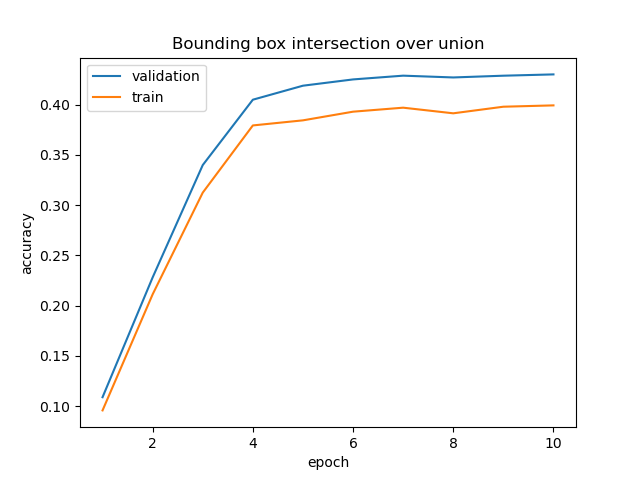 Bounding box intersection over union
validation
train
accuracy
0.40
0.35
0.30
0.25
0.20
0.15
0.10
2 4 6 8 10
epoch